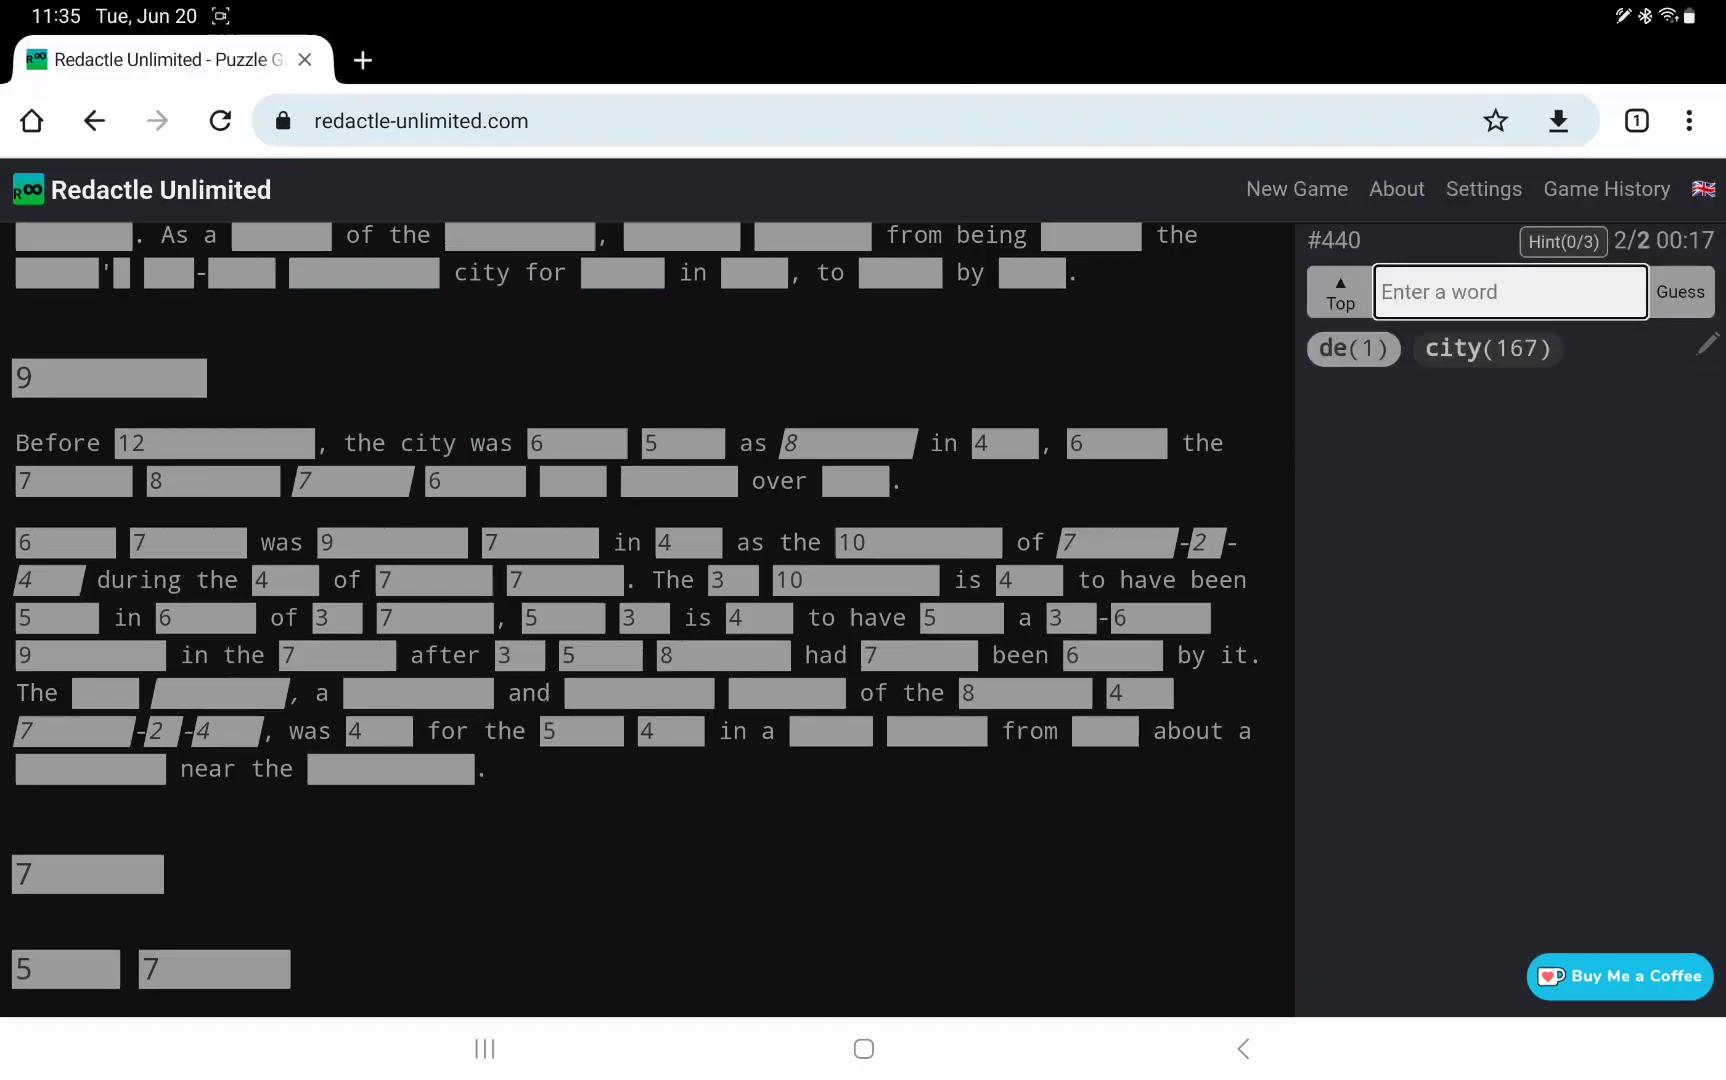 11:35 Tue, Jun 20
Redactle Unlimited - Puzzle G
redactle-unlimited.com
R∞ Redactle Unlimited
New Game About Settings Game History
. As a of the , from being the
' - city for in , to by .
9
Before 12 , the city was 6 5 as 8 in 4 , 6 the
7 8 7 6 over .
6 7 was 9 7 in 4 as the 10 of 7 -2 -
4 during the 4 of 7 7 . The 3 10 is 4 to have been
5 in 6 of 3 7 , 5 3 is 4 to have 5 a 3 -6
9 in the 7 after 3 5 8 had 7 been 6 by it.
The , a and of the 8 4
7 -2 -4 , was 4 for the 5 4 in a from about a
near the .
7
5 7
#440 Hint(0/3) 2/2 00:17
▲ Top Enter a word Guess
de(1) city(167)
Buy Me a Coffee